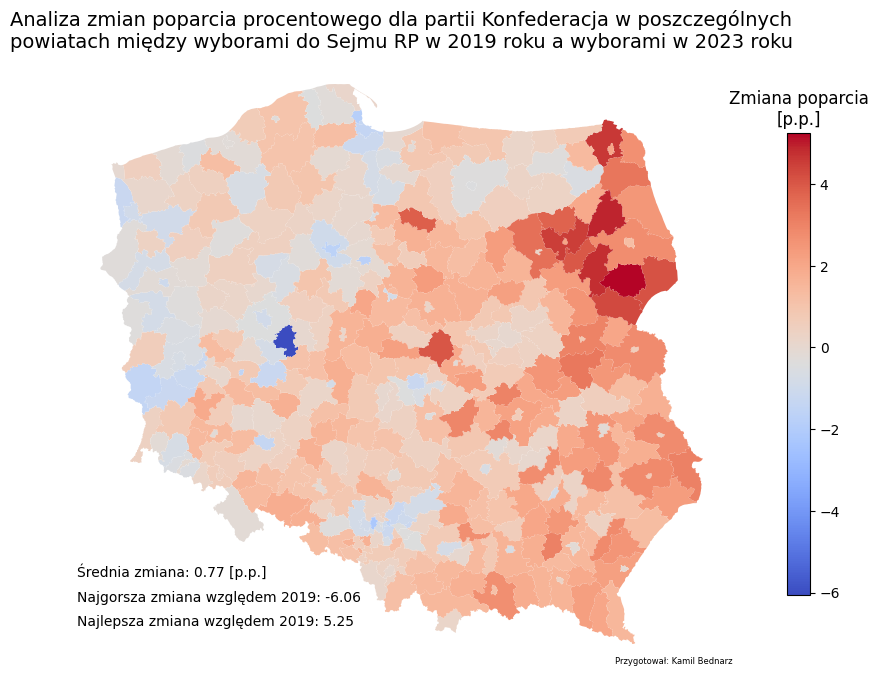 Analiza zmian poparcia procentowego dla partii Konfederacja w poszczególnych
powiatach między wyborami do Sejmu RP w 2019 roku a wyborami w 2023 roku
Zmiana poparcia
[p.p.]
4
2
0
−2
−4
−6
Średnia zmiana: 0.77 [p.p.]
Najgorsza zmiana względem 2019: -6.06
Najlepsza zmiana względem 2019: 5.25
Przygotował: Kamil Bednarz